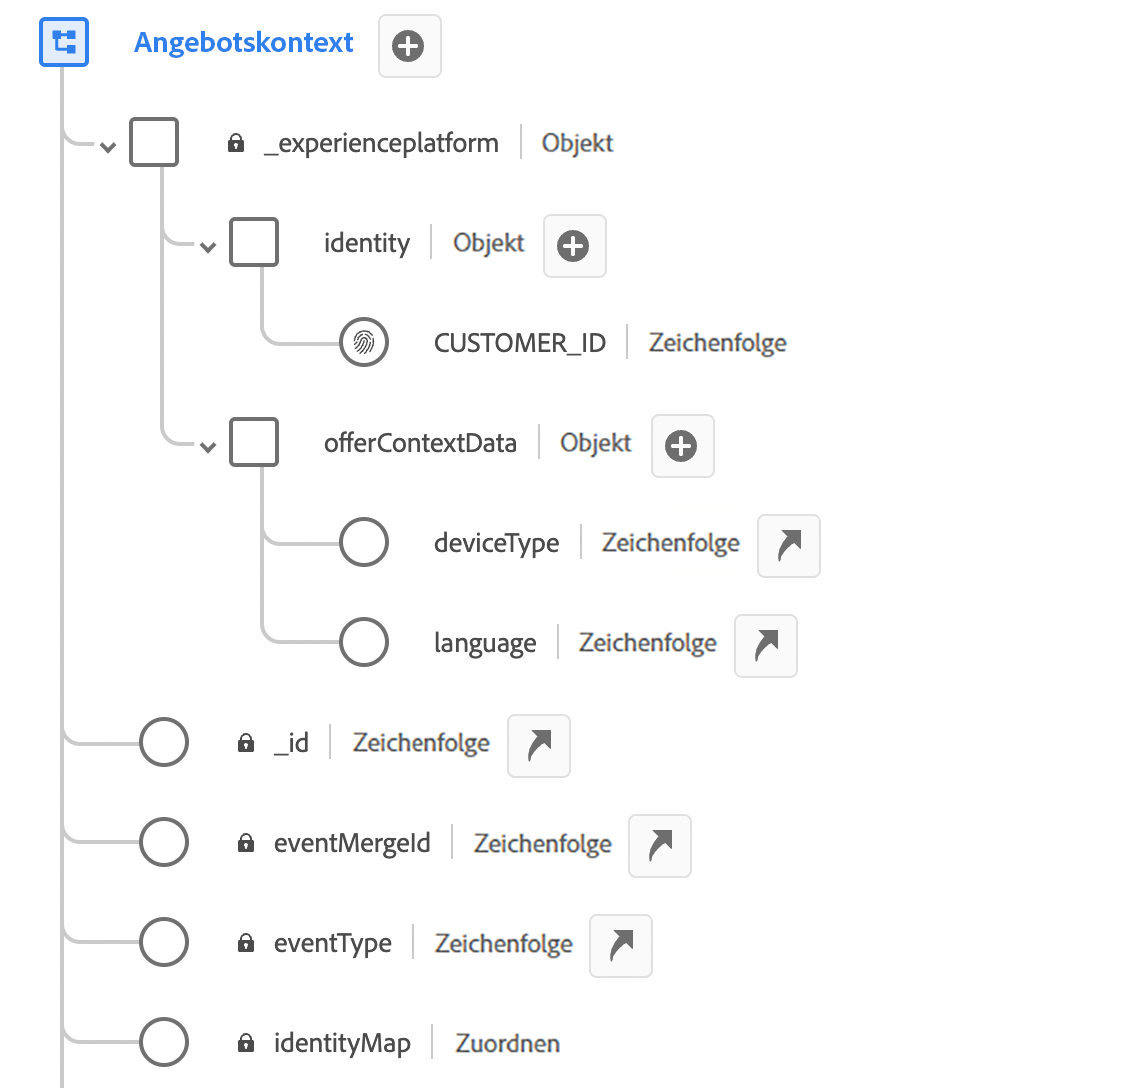 Angebotskontext
_experienceplatform Objekt
identity Objekt
CUSTOMER_ID Zeichenfolge
offerContextData Objekt
deviceType Zeichenfolge
language Zeichenfolge
_id Zeichenfolge
eventMergeId Zeichenfolge
eventType Zeichenfolge
identityMap Zuordnen